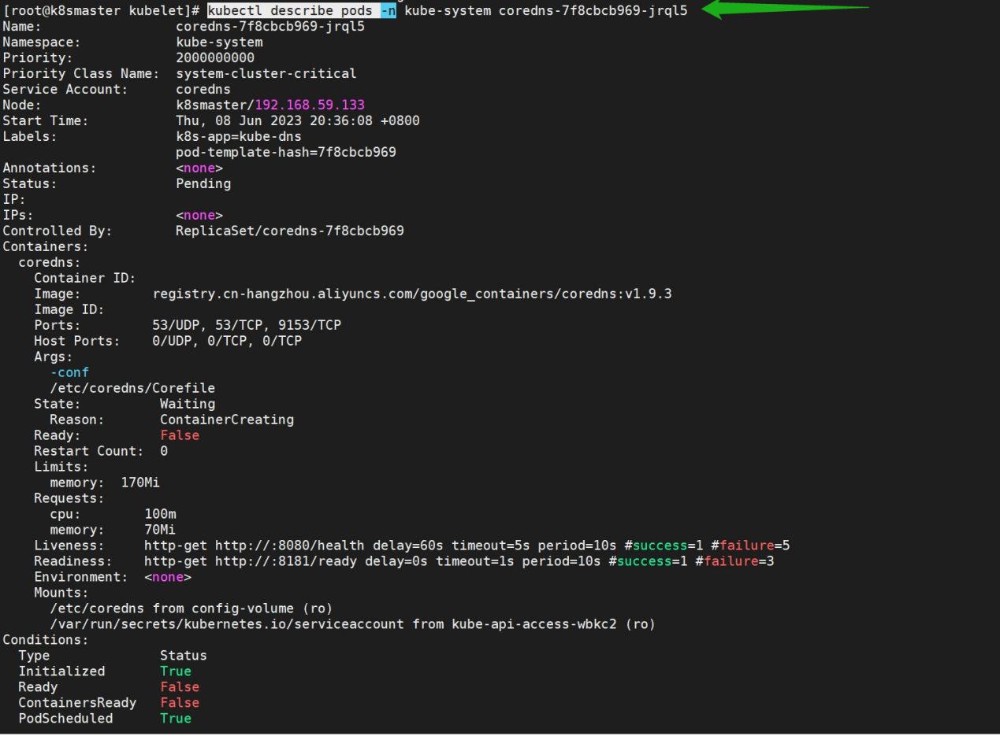 [root@k8smaster kubelet]# kubectl describe pods -n kube-system coredns-7f8cbcb969-jrql5
Name:                 coredns-7f8cbcb969-jrql5
Namespace:            kube-system
Priority:             2000000000
Priority Class Name:  system-cluster-critical
Service Account:      coredns
Node:                 k8smaster/192.168.59.133
Start Time:           Thu, 08 Jun 2023 20:36:08 +0800
Labels:               k8s-app=kube-dns
                      pod-template-hash=7f8cbcb969
Annotations:          <none>
Status:               Pending
IP:
IPs:                  <none>
Controlled By:        ReplicaSet/coredns-7f8cbcb969
Containers:
  coredns:
    Container ID:
    Image:         registry.cn-hangzhou.aliyuncs.com/google_containers/coredns:v1.9.3
    Image ID:
    Ports:         53/UDP, 53/TCP, 9153/TCP
    Host Ports:    0/UDP, 0/TCP, 0/TCP
    Args:
      -conf
      /etc/coredns/Corefile
    State:          Waiting
      Reason:       ContainerCreating
    Ready:          False
    Restart Count:  0
    Limits:
      memory:  170Mi
    Requests:
      cpu:        100m
      memory:     70Mi
    Liveness:     http-get http://:8080/health delay=60s timeout=5s period=10s #success=1 #failure=5
    Readiness:    http-get http://:8181/ready delay=0s timeout=1s period=10s #success=1 #failure=3
    Environment:  <none>
    Mounts:
      /etc/coredns from config-volume (ro)
      /var/run/secrets/kubernetes.io/serviceaccount from kube-api-access-wbkc2 (ro)
Conditions:
  Type              Status
  Initialized       True
  Ready             False
  ContainersReady   False
  PodScheduled      True